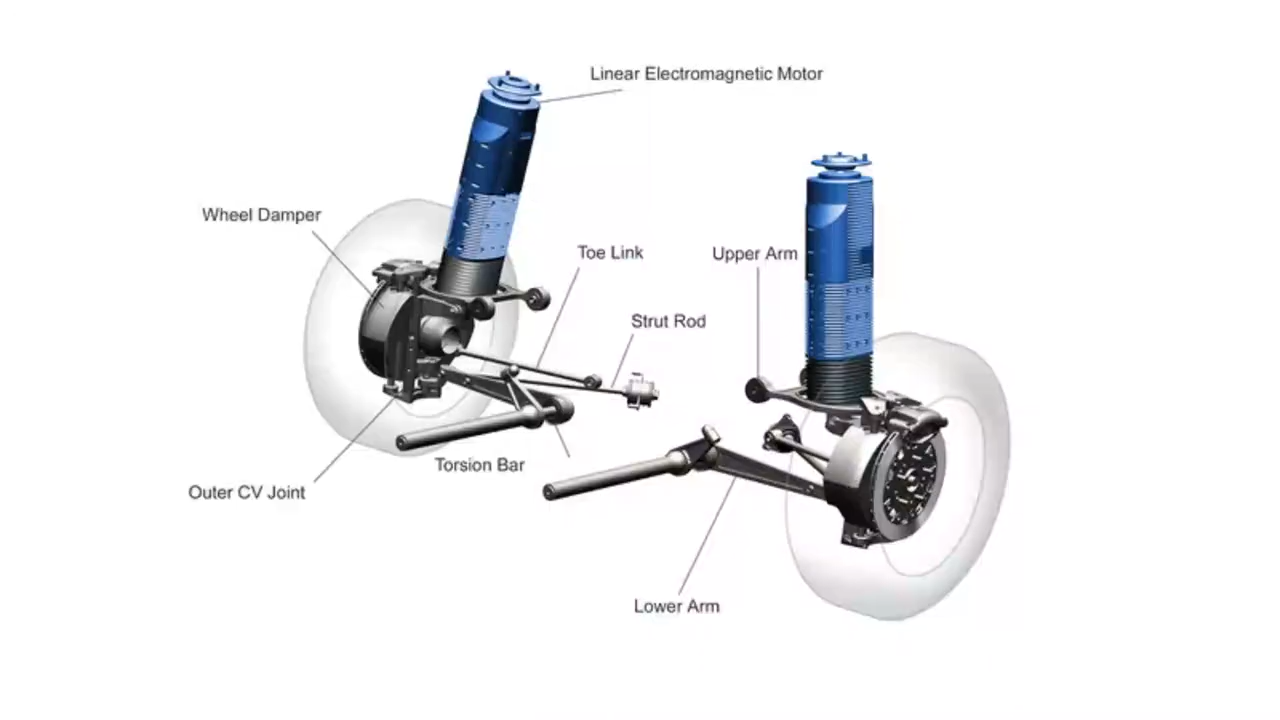 Linear Electromagnetic Motor
Wheel Damper
Toe Link
Upper Arm
Strut Rod
Torsion Bar
Outer CV Joint
Lower Arm